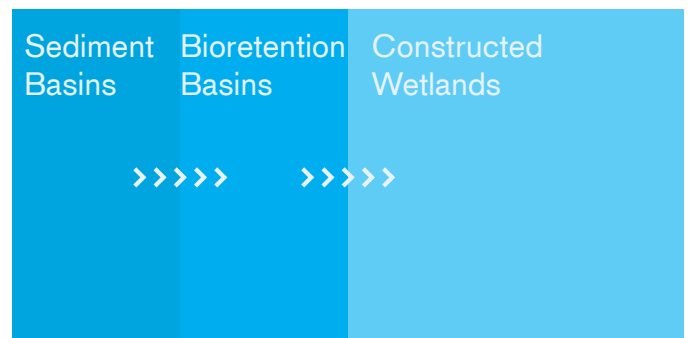 Sediment Basins
Bioretention Basins
Constructed Wetlands